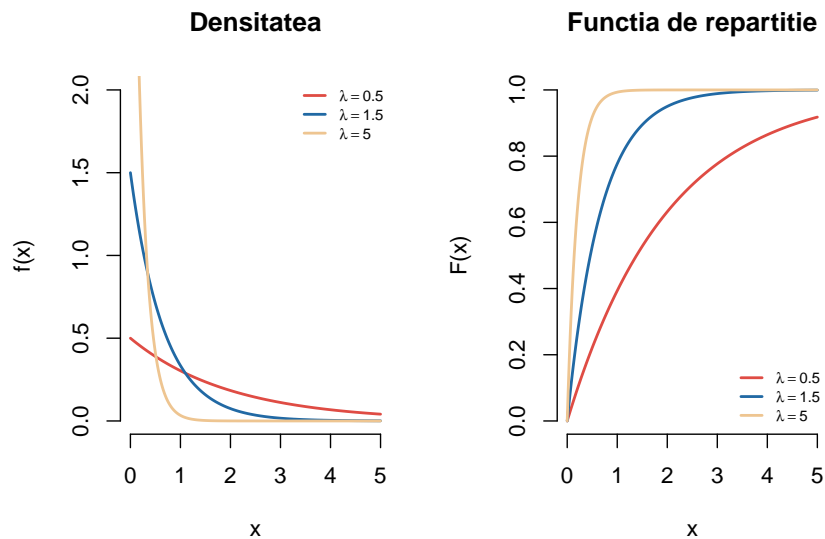 Densitatea
f(x)
2.0
1.5
1.0
0.5
0.0
λ = 0.5
λ = 1.5
λ = 5
0 1 2 3 4 5
x
Functia de repartitie
F(x)
1.0
0.8
0.6
0.4
0.2
0.0
λ = 0.5
λ = 1.5
λ = 5
0 1 2 3 4 5
x